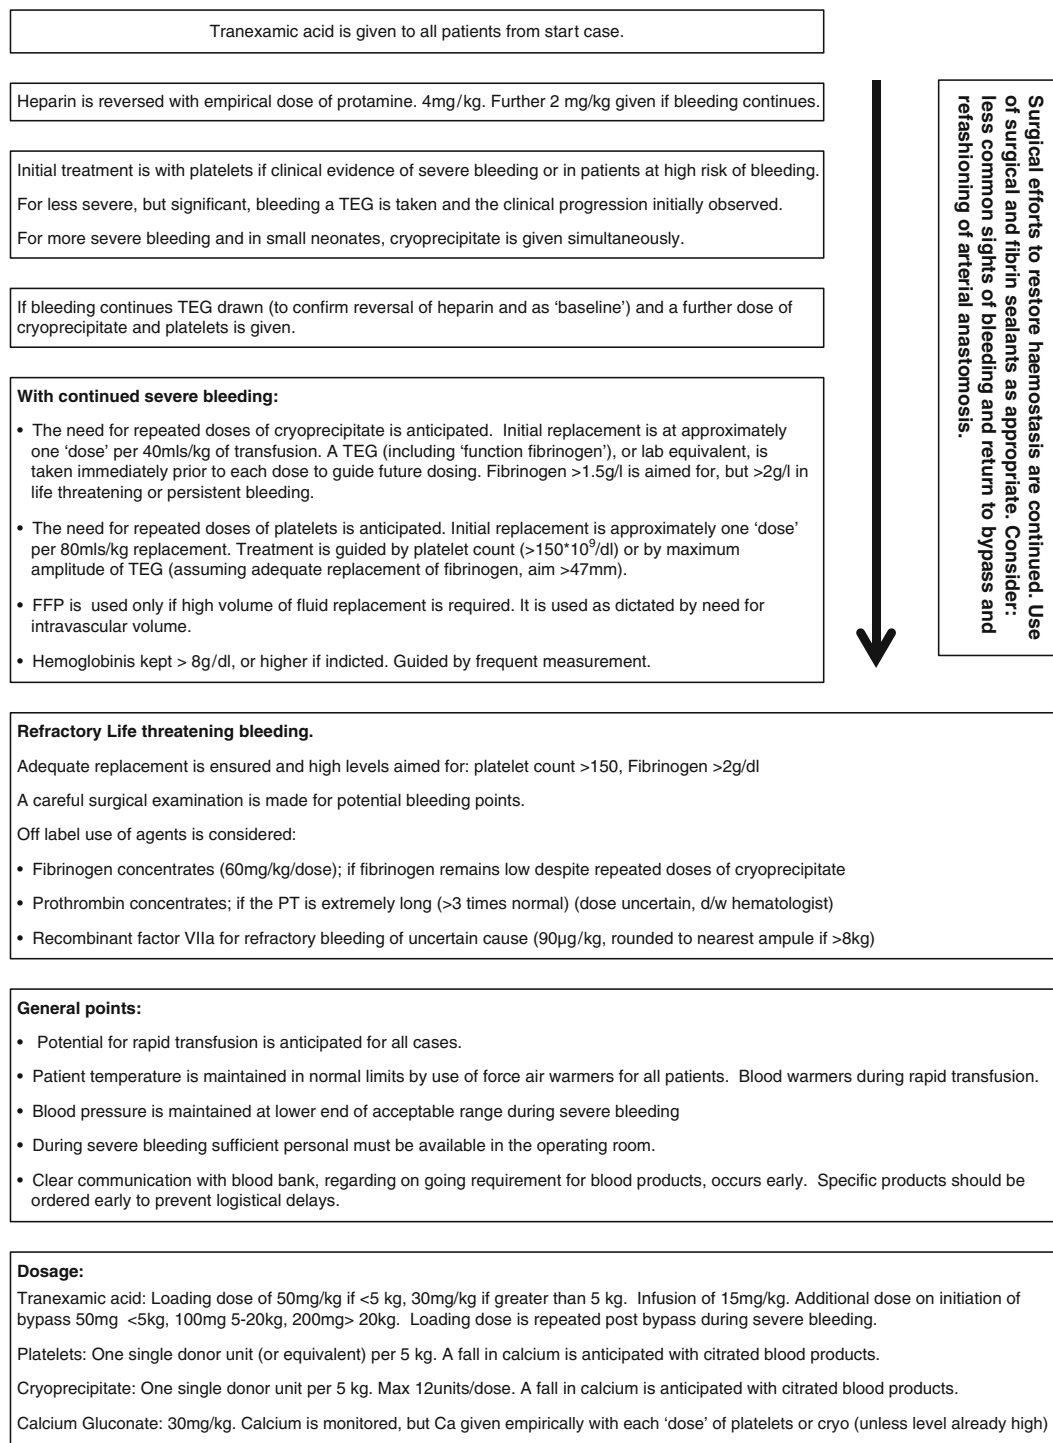 Tranexamic acid is given to all patients from start case.
Heparin is reversed with empirical dose of protamine. 4mg/kg. Further 2 mg/kg given if bleeding continues.
Initial treatment is with platelets if clinical evidence of severe bleeding or in patients at high risk of bleeding.
For less severe, but significant, bleeding a TEG is taken and the clinical progression initially observed.
For more severe bleeding and in small neonates, cryoprecipitate is given simultaneously.
If bleeding continues TEG drawn (to confirm reversal of heparin and as ‘baseline’) and a further dose of
cryoprecipitate and platelets is given.
With continued severe bleeding:
• The need for repeated doses of cryoprecipitate is anticipated. Initial replacement is at approximately
one ‘dose’ per 40mls/kg of transfusion. A TEG (including ‘function fibrinogen’), or lab equivalent, is
taken immediately prior to each dose to guide future dosing. Fibrinogen >1.5g/l is aimed for, but >2g/l in
life threatening or persistent bleeding.
• The need for repeated doses of platelets is anticipated. Initial replacement is approximately one ‘dose’
per 80mls/kg replacement. Treatment is guided by platelet count (>150*10⁹/dl) or by maximum
amplitude of TEG (assuming adequate replacement of fibrinogen, aim >47mm).
• FFP is used only if high volume of fluid replacement is required. It is used as dictated by need for
intravascular volume.
• Hemoglobinis kept > 8g/dl, or higher if indicted. Guided by frequent measurement.
Surgical efforts to restore haemostasis are continued. Use
of surgical and fibrin sealants as appropriate. Consider:
less common sights of bleeding and return to bypass and
refashioning of arterial anastomosis.
Refractory Life threatening bleeding.
Adequate replacement is ensured and high levels aimed for: platelet count >150, Fibrinogen >2g/dl
A careful surgical examination is made for potential bleeding points.
Off label use of agents is considered:
• Fibrinogen concentrates (60mg/kg/dose); if fibrinogen remains low despite repeated doses of cryoprecipitate
• Prothrombin concentrates; if the PT is extremely long (>3 times normal) (dose uncertain, d/w hematologist)
• Recombinant factor VIIa for refractory bleeding of uncertain cause (90µg/kg, rounded to nearest ampule if >8kg)
General points:
• Potential for rapid transfusion is anticipated for all cases.
• Patient temperature is maintained in normal limits by use of force air warmers for all patients. Blood warmers during rapid transfusion.
• Blood pressure is maintained at lower end of acceptable range during severe bleeding
• During severe bleeding sufficient personal must be available in the operating room.
• Clear communication with blood bank, regarding on going requirement for blood products, occurs early. Specific products should be
ordered early to prevent logistical delays.
Dosage:
Tranexamic acid: Loading dose of 50mg/kg if <5 kg, 30mg/kg if greater than 5 kg. Infusion of 15mg/kg. Additional dose on initiation of
bypass 50mg <5kg, 100mg 5-20kg, 200mg> 20kg. Loading dose is repeated post bypass during severe bleeding.
Platelets: One single donor unit (or equivalent) per 5 kg. A fall in calcium is anticipated with citrated blood products.
Cryoprecipitate: One single donor unit per 5 kg. Max 12units/dose. A fall in calcium is anticipated with citrated blood products.
Calcium Gluconate: 30mg/kg. Calcium is monitored, but Ca given empirically with each ‘dose’ of platelets or cryo (unless level already high)